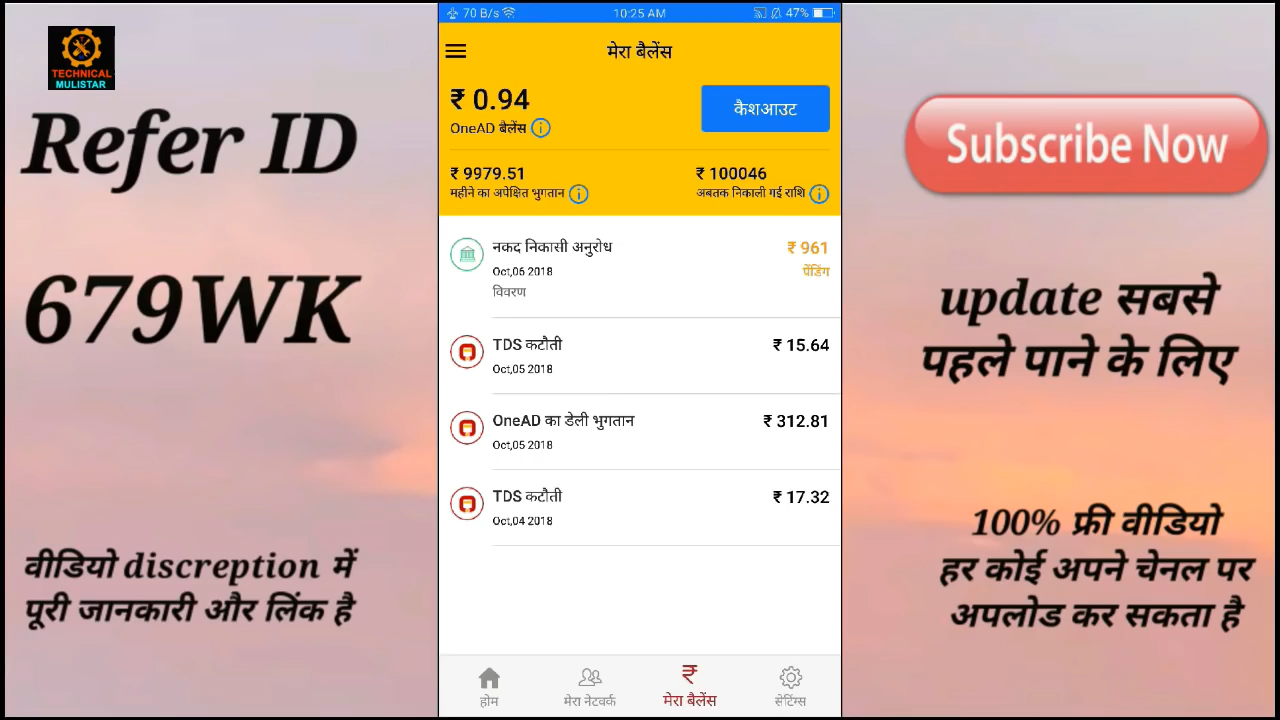 TECHNICAL
MULISTAR
Refer ID
679WK
वीडियो discreption में
पूरी जानकारी और लिंक है
70 B/s
10:25 AM
47%
मेरा बैलेंस
₹ 0.94
OneAD बैलेंस
कैशआउट
₹ 9979.51
महीने का अपेक्षित भुगतान
₹ 100046
अबतक निकाली गई राशि
नकद निकासी अनुरोध
₹ 961
Oct,06 2018
पेंडिंग
विवरण
TDS कटौती
₹ 15.64
Oct,05 2018
OneAD का डेली भुगतान
₹ 312.81
Oct,05 2018
TDS कटौती
₹ 17.32
Oct,04 2018
होम
मेरा नेटवर्क
मेरा बैलेंस
सेटिंग्स
Subscribe Now
update सबसे
पहले पाने के लिए
100% फ्री वीडियो
हर कोई अपने चेनल पर
अपलोड कर सकता है